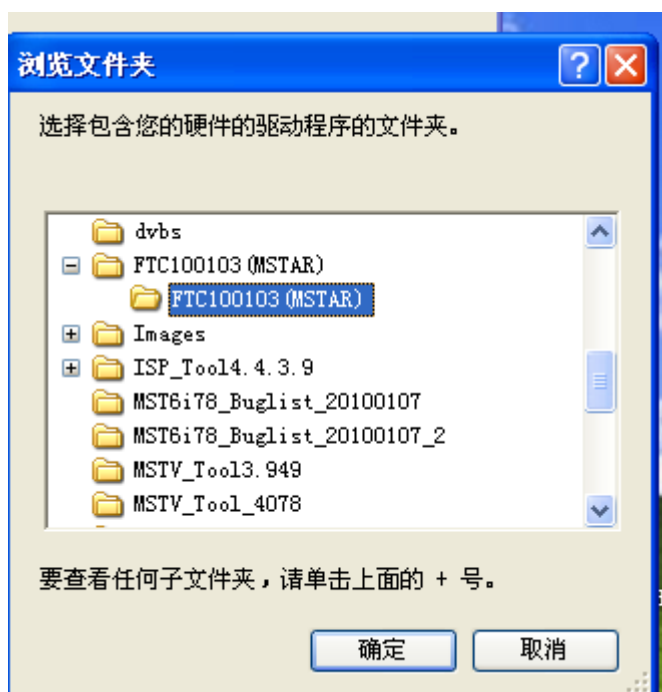 浏览文件夹
选择包含您的硬件的驱动程序的文件夹。
dvbs
FTC100103(MSTAR)
FTC100103(MSTAR)
Images
ISP_Tool4.4.3.9
MST6i78_Buglist_20100107
MST6i78_Buglist_20100107_2
MSTV_Tool3.949
MSTV_Tool_4078
要查看任何子文件夹，请单击上面的 + 号。
确定 取消